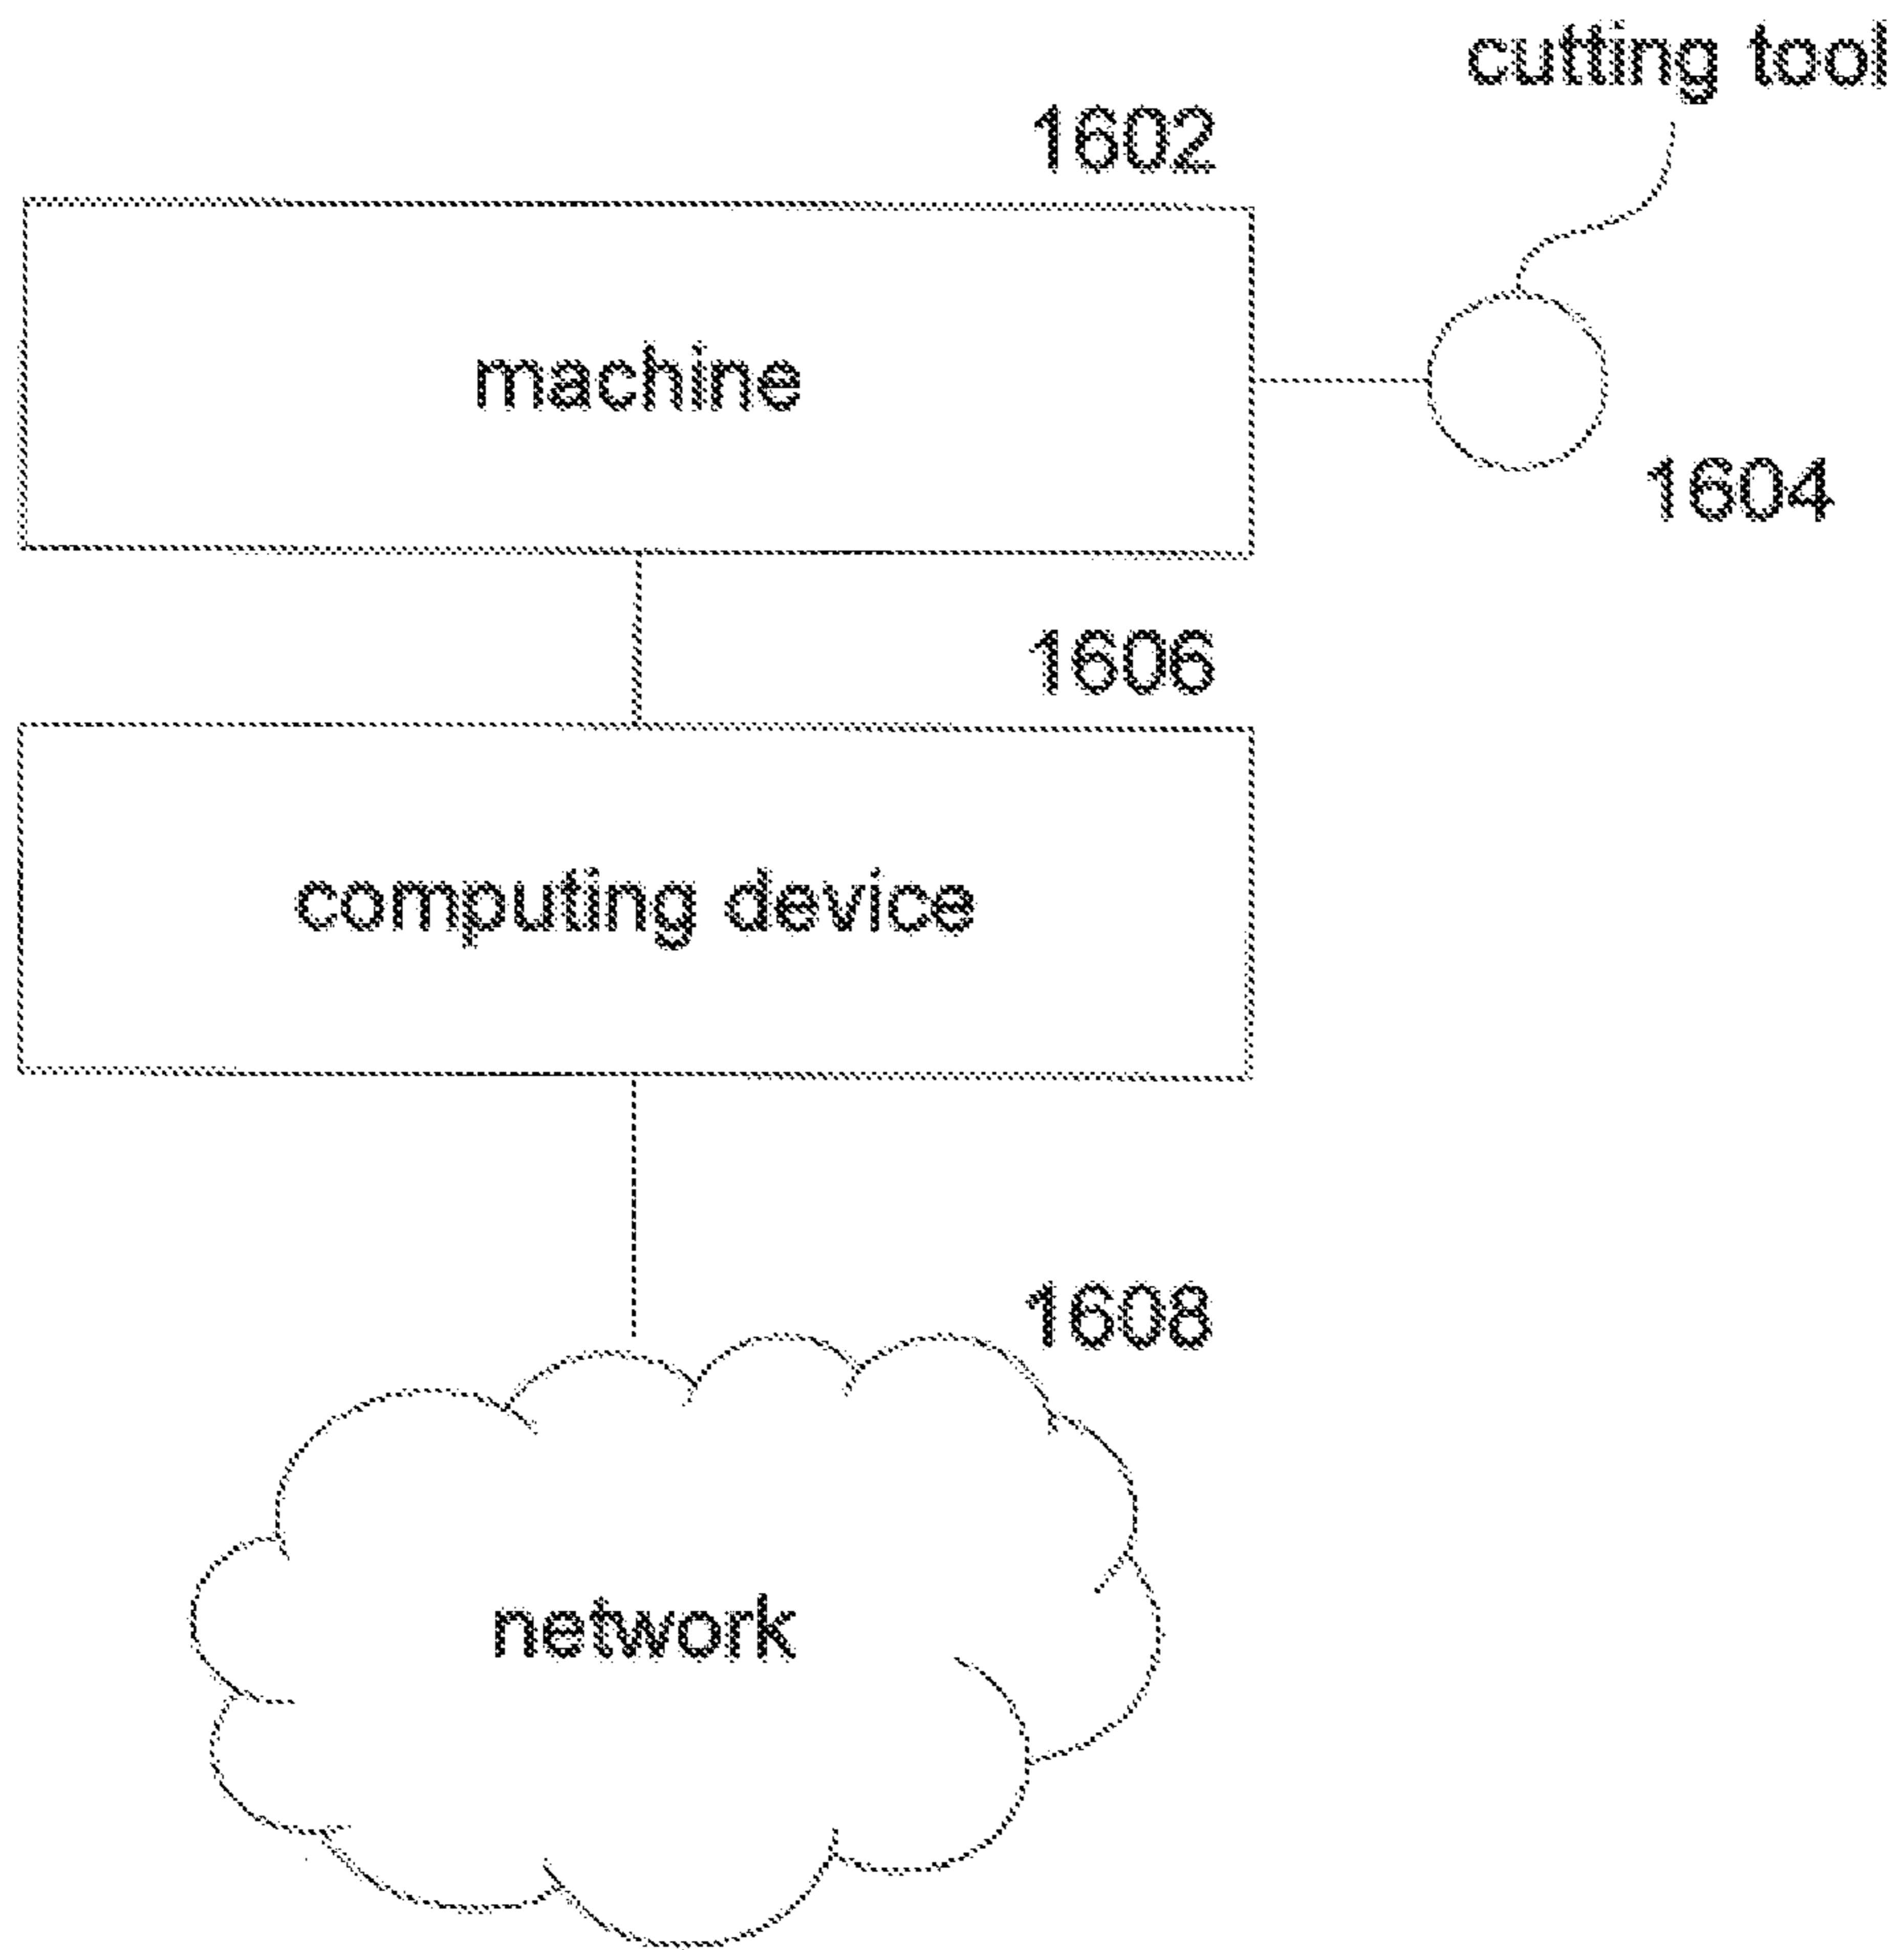 cutting tool
1602
machine
1604
1606
computing device
1608
network